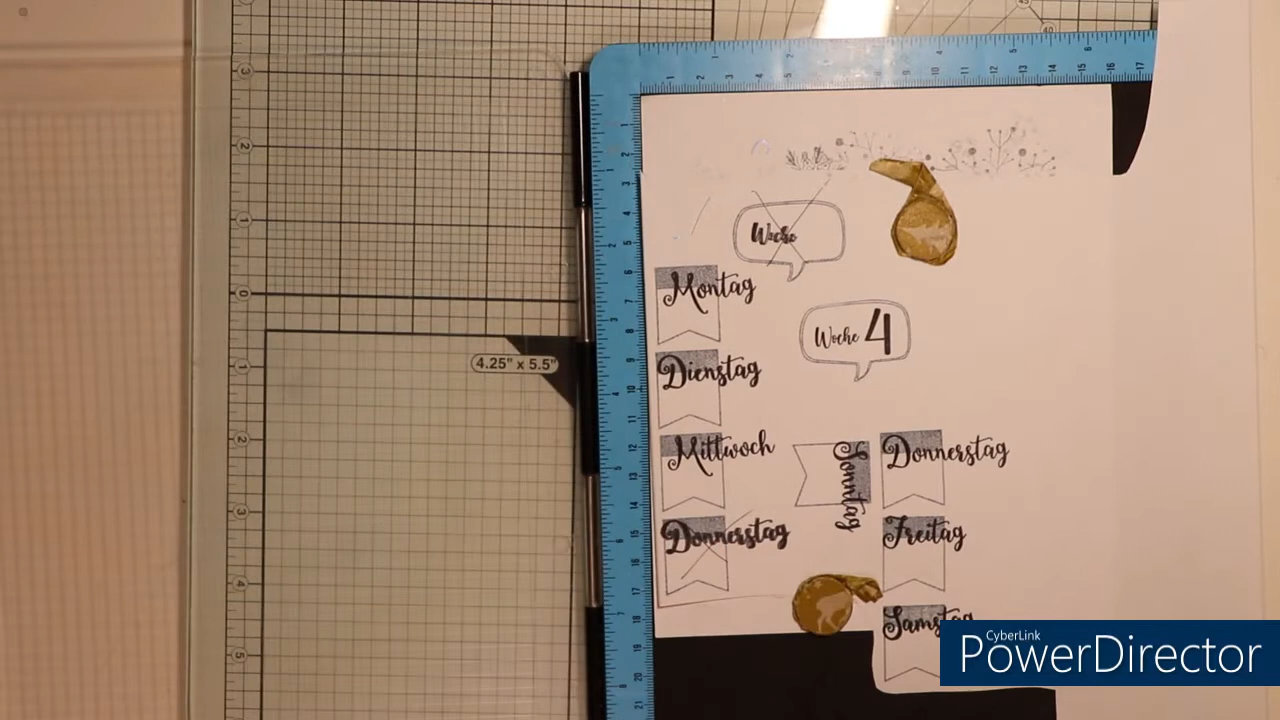 Woche
Montag
Woche 4
Dienstag
4.25" x 5.5"
Mittwoch
Sonntag
Donnerstag
Donnerstag
Freitag
Samstag
CyberLink
PowerDirector